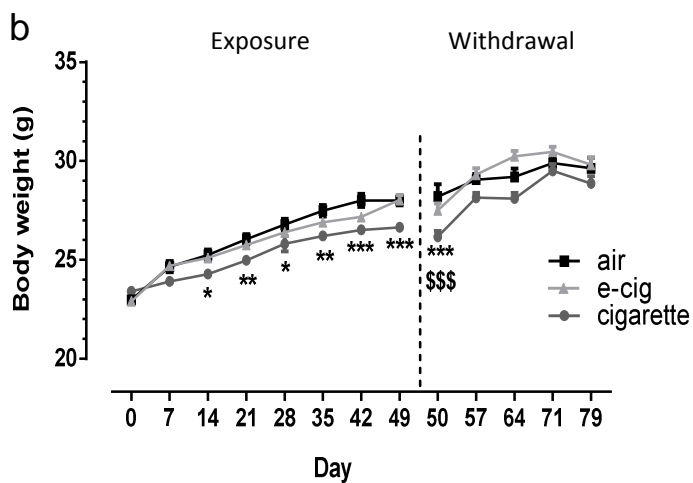 b
Exposure
Withdrawal
Body weight (g)
35
30
25
20
*
**
*
**
***
***
***
$$$
air
e-cig
cigarette
0 7 14 21 28 35 42 49 50 57 64 71 79
Day